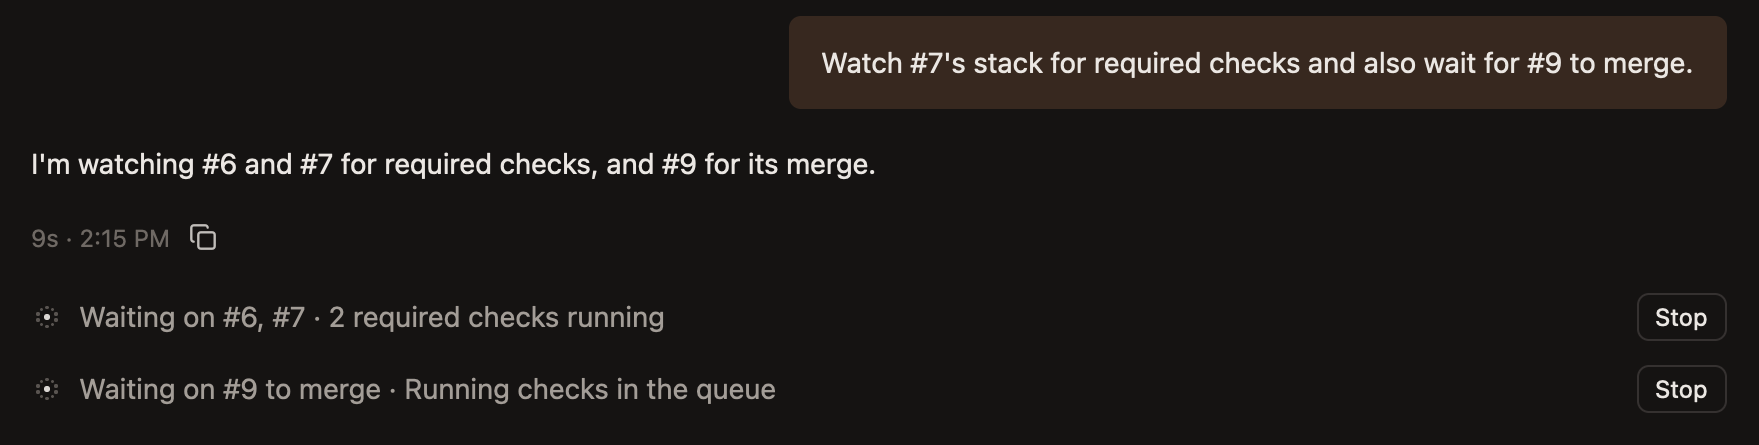 Watch #7's stack for required checks and also wait for #9 to merge.
I'm watching #6 and #7 for required checks, and #9 for its merge.
9s · 2:15 PM
Waiting on #6, #7 · 2 required checks running
Stop
Waiting on #9 to merge · Running checks in the queue
Stop